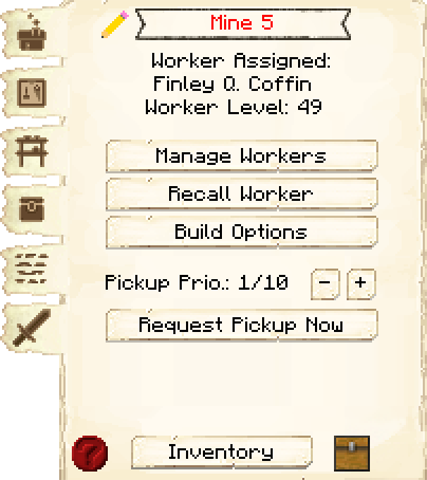 Mine 5
Worker Assigned:
Finley Q. Coffin
Worker Level: 49
Manage Workers
Recall Worker
Build Options
Pickup Prio.: 1/10 - +
Request Pickup Now
? Inventory